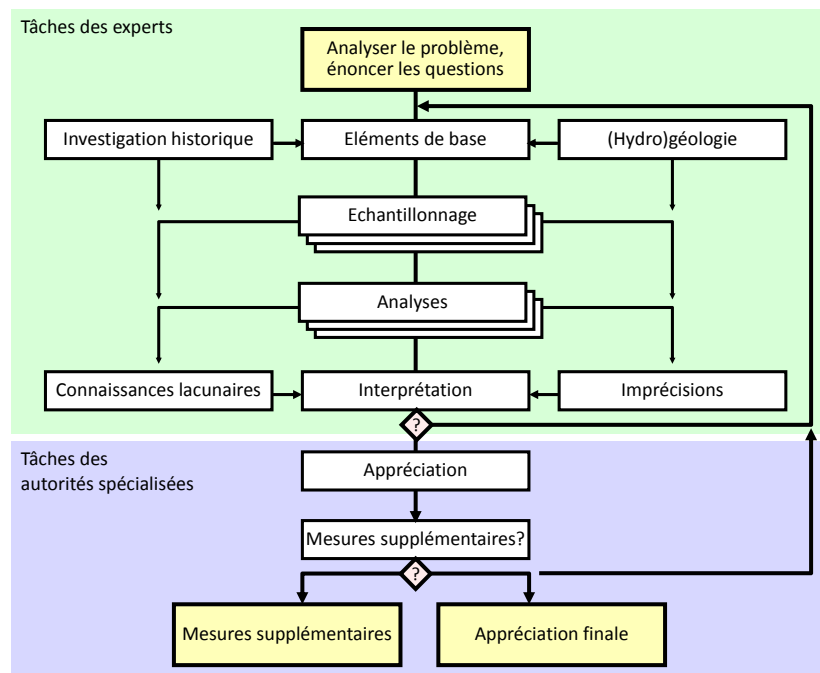 Tâches des experts
Analyser le problème,
énoncer les questions
Investigation historique
Eléments de base
(Hydro)géologie
Echantillonnage
Analyses
Connaissances lacunaires
Interprétation
Imprécisions
?
Tâches des
autorités spécialisées
Appréciation
Mesures supplémentaires?
?
Mesures supplémentaires
Appréciation finale